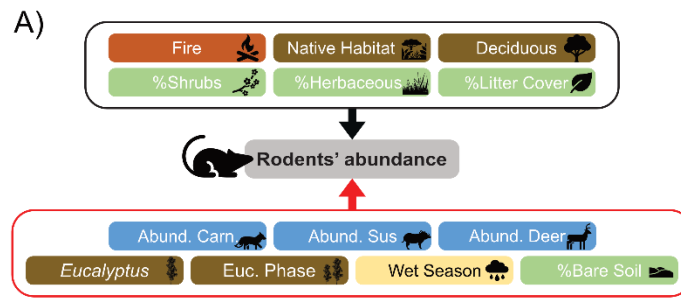 A)
Fire Native Habitat Deciduous
%Shrubs %Herbaceous %Litter Cover
Rodents' abundance
Abund. Carn Abund. Sus Abund. Deer
Eucalyptus Euc. Phase Wet Season %Bare Soil